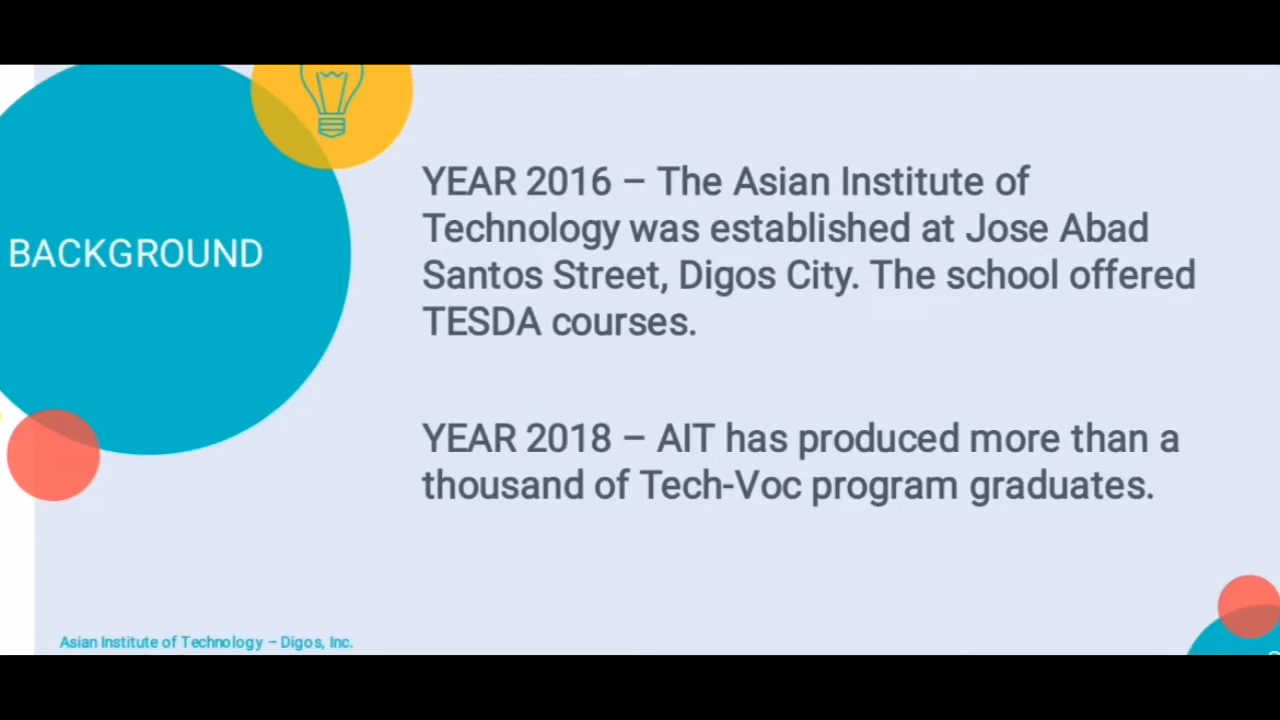 BACKGROUND
YEAR 2016 – The Asian Institute of
Technology was established at Jose Abad
Santos Street, Digos City. The school offered
TESDA courses.
YEAR 2018 – AIT has produced more than a
thousand of Tech-Voc program graduates.
Asian Institute of Technology – Digos, Inc.